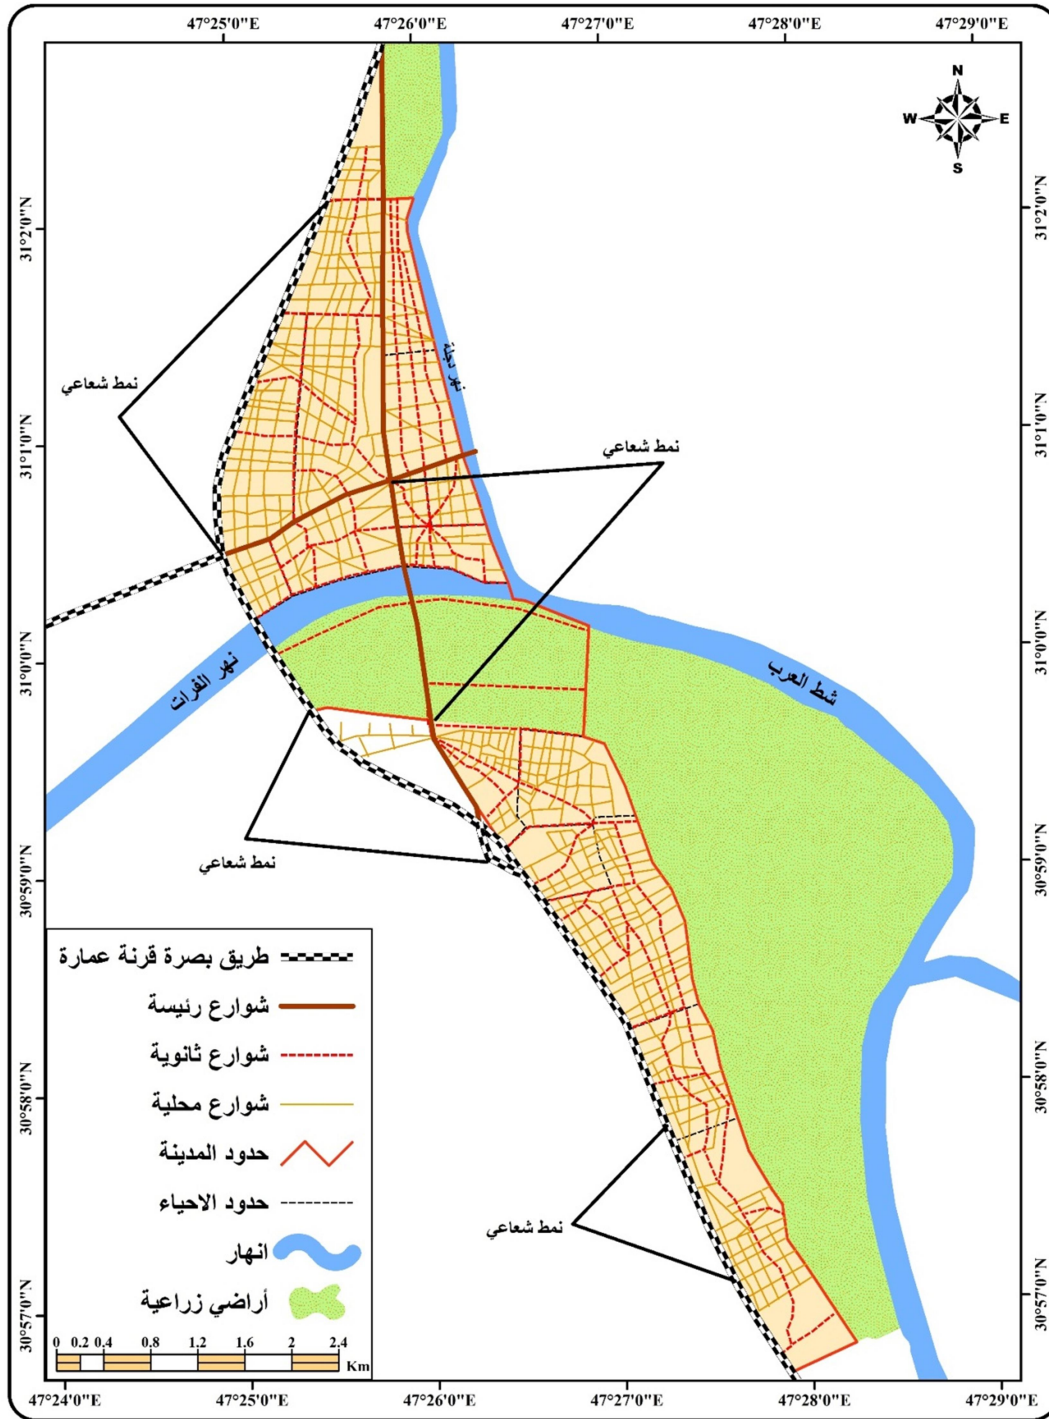 47°25'0"E 47°26'0"E 47°27'0"E 47°28'0"E 47°29'0"E
N
W E
S
31°2'0"N 31°2'0"N
نهر دجلة
نمط شعاعي
31°1'0"N 31°1'0"N
نمط شعاعي
31°0'0"N 31°0'0"N
نهر الفرات
شط العرب
نمط شعاعي
30°59'0"N 30°59'0"N
طريق بصرة قرنة عمارة
شوارع رئيسة
شوارع ثانوية
شوارع محلية
حدود المدينة
حدود الاحياء
انهار
أراضي زراعية
30°58'0"N 30°58'0"N
نمط شعاعي
30°57'0"N 30°57'0"N
0 0.2 0.4 0.8 1.2 1.6 2 2.4
Km
47°24'0"E 47°25'0"E 47°26'0"E 47°27'0"E 47°28'0"E 47°29'0"E